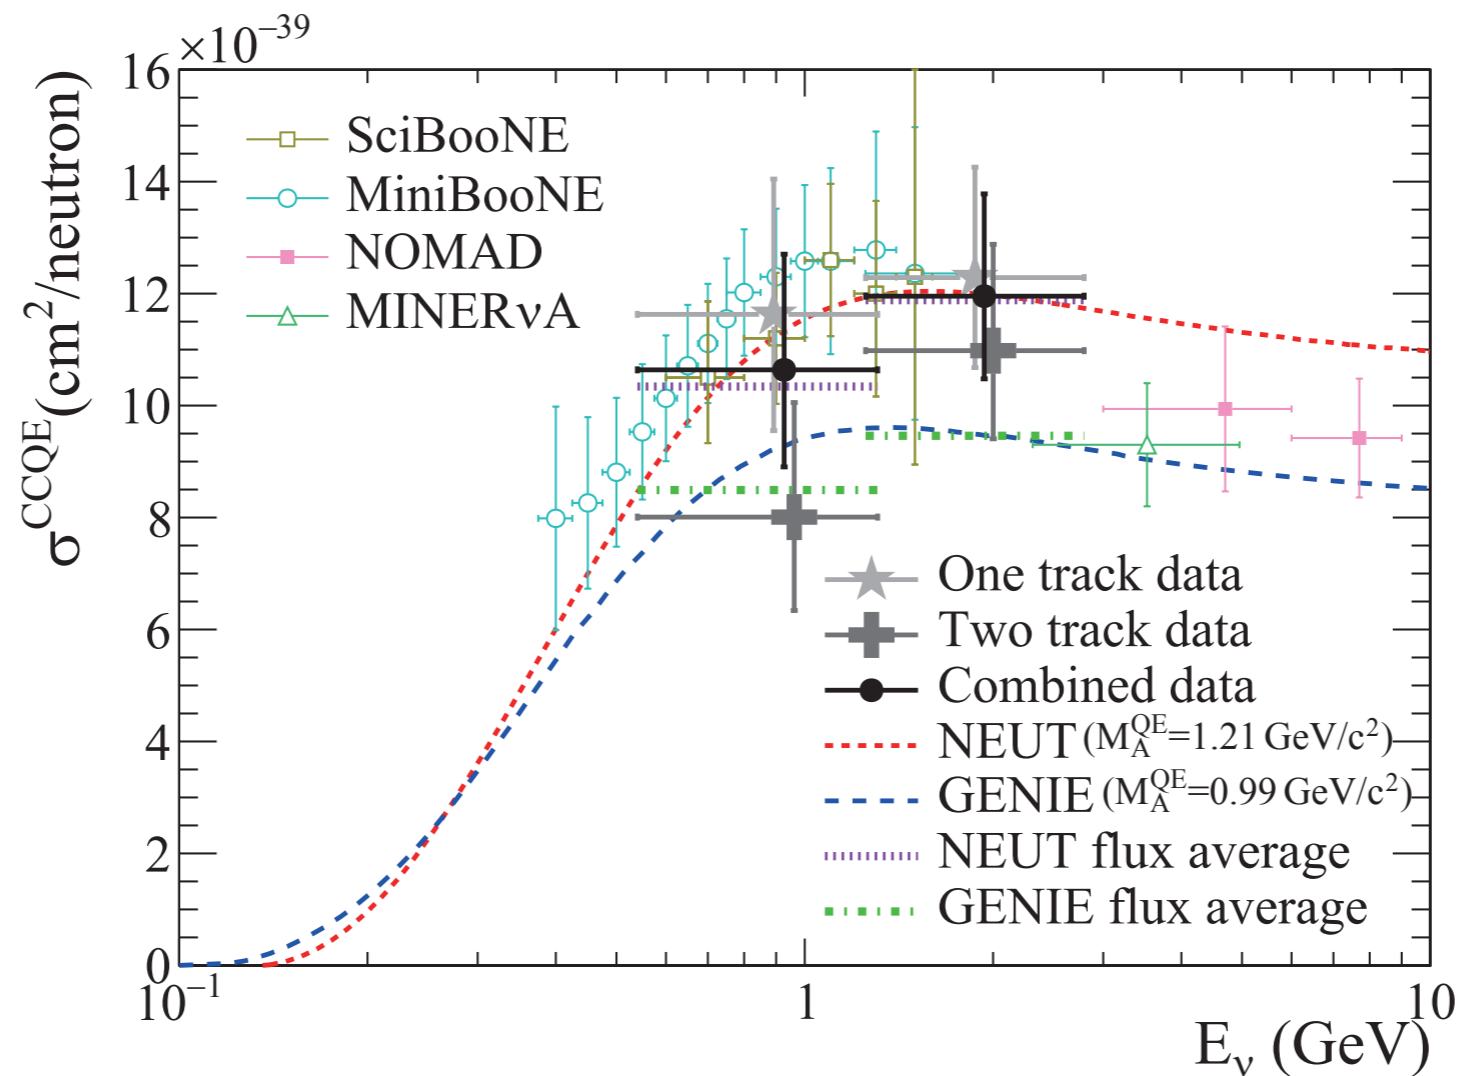 ×10⁻³⁹
σ^CCQE (cm²/neutron)
16
14
12
10
8
6
4
2
0
SciBooNE
MiniBooNE
NOMAD
MINERνA
One track data
Two track data
Combined data
NEUT (M_A^QE=1.21 GeV/c²)
GENIE (M_A^QE=0.99 GeV/c²)
NEUT flux average
GENIE flux average
10⁻¹ 1 10
E_ν (GeV)